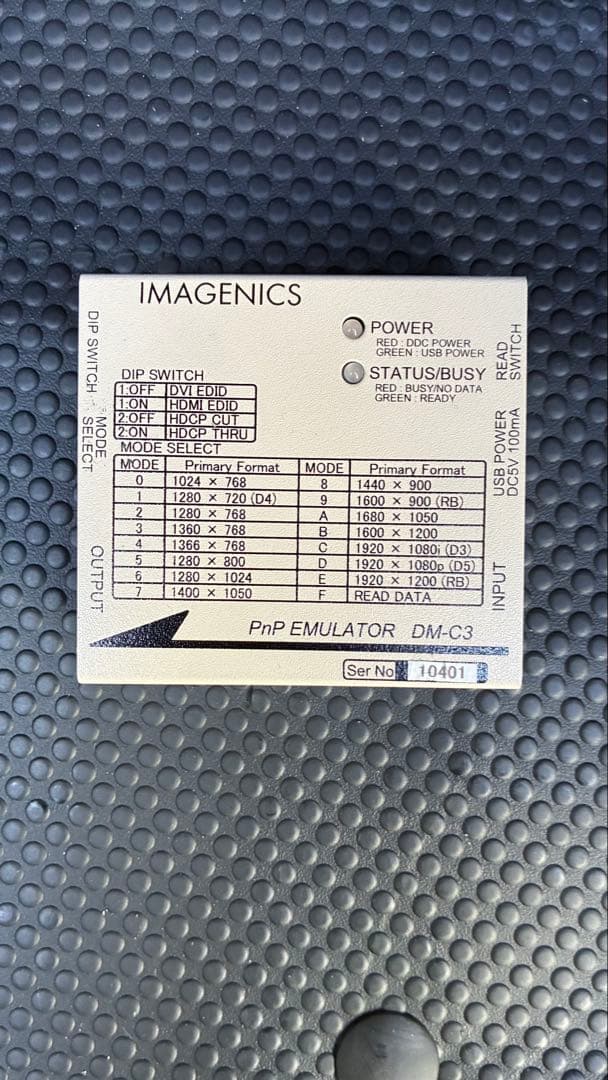 IMAGENICS
POWER
RED : DDC POWER
GREEN : USB POWER
STATUS/BUSY
RED : BUSY/NO DATA
GREEN : READY
READ SWITCH
DIP SWITCH
DIP SWITCH
1:OFF DVI EDID
1:ON HDMI EDID
2:OFF HDCP CUT
2:ON HDCP THRU
MODE SELECT
USB POWER
DC5V 100mA
MODE SELECT
MODE Primary Format MODE Primary Format
0 1024 × 768 8 1440 × 900
1 1280 × 720 (D4) 9 1600 × 900 (RB)
2 1280 × 768 A 1680 × 1050
3 1360 × 768 B 1600 × 1200
4 1366 × 768 C 1920 × 1080i (D3)
5 1280 × 800 D 1920 × 1080p (D5)
6 1280 × 1024 E 1920 × 1200 (RB)
7 1400 × 1050 F READ DATA
OUTPUT
INPUT
PnP EMULATOR DM-C3
Ser No 10401